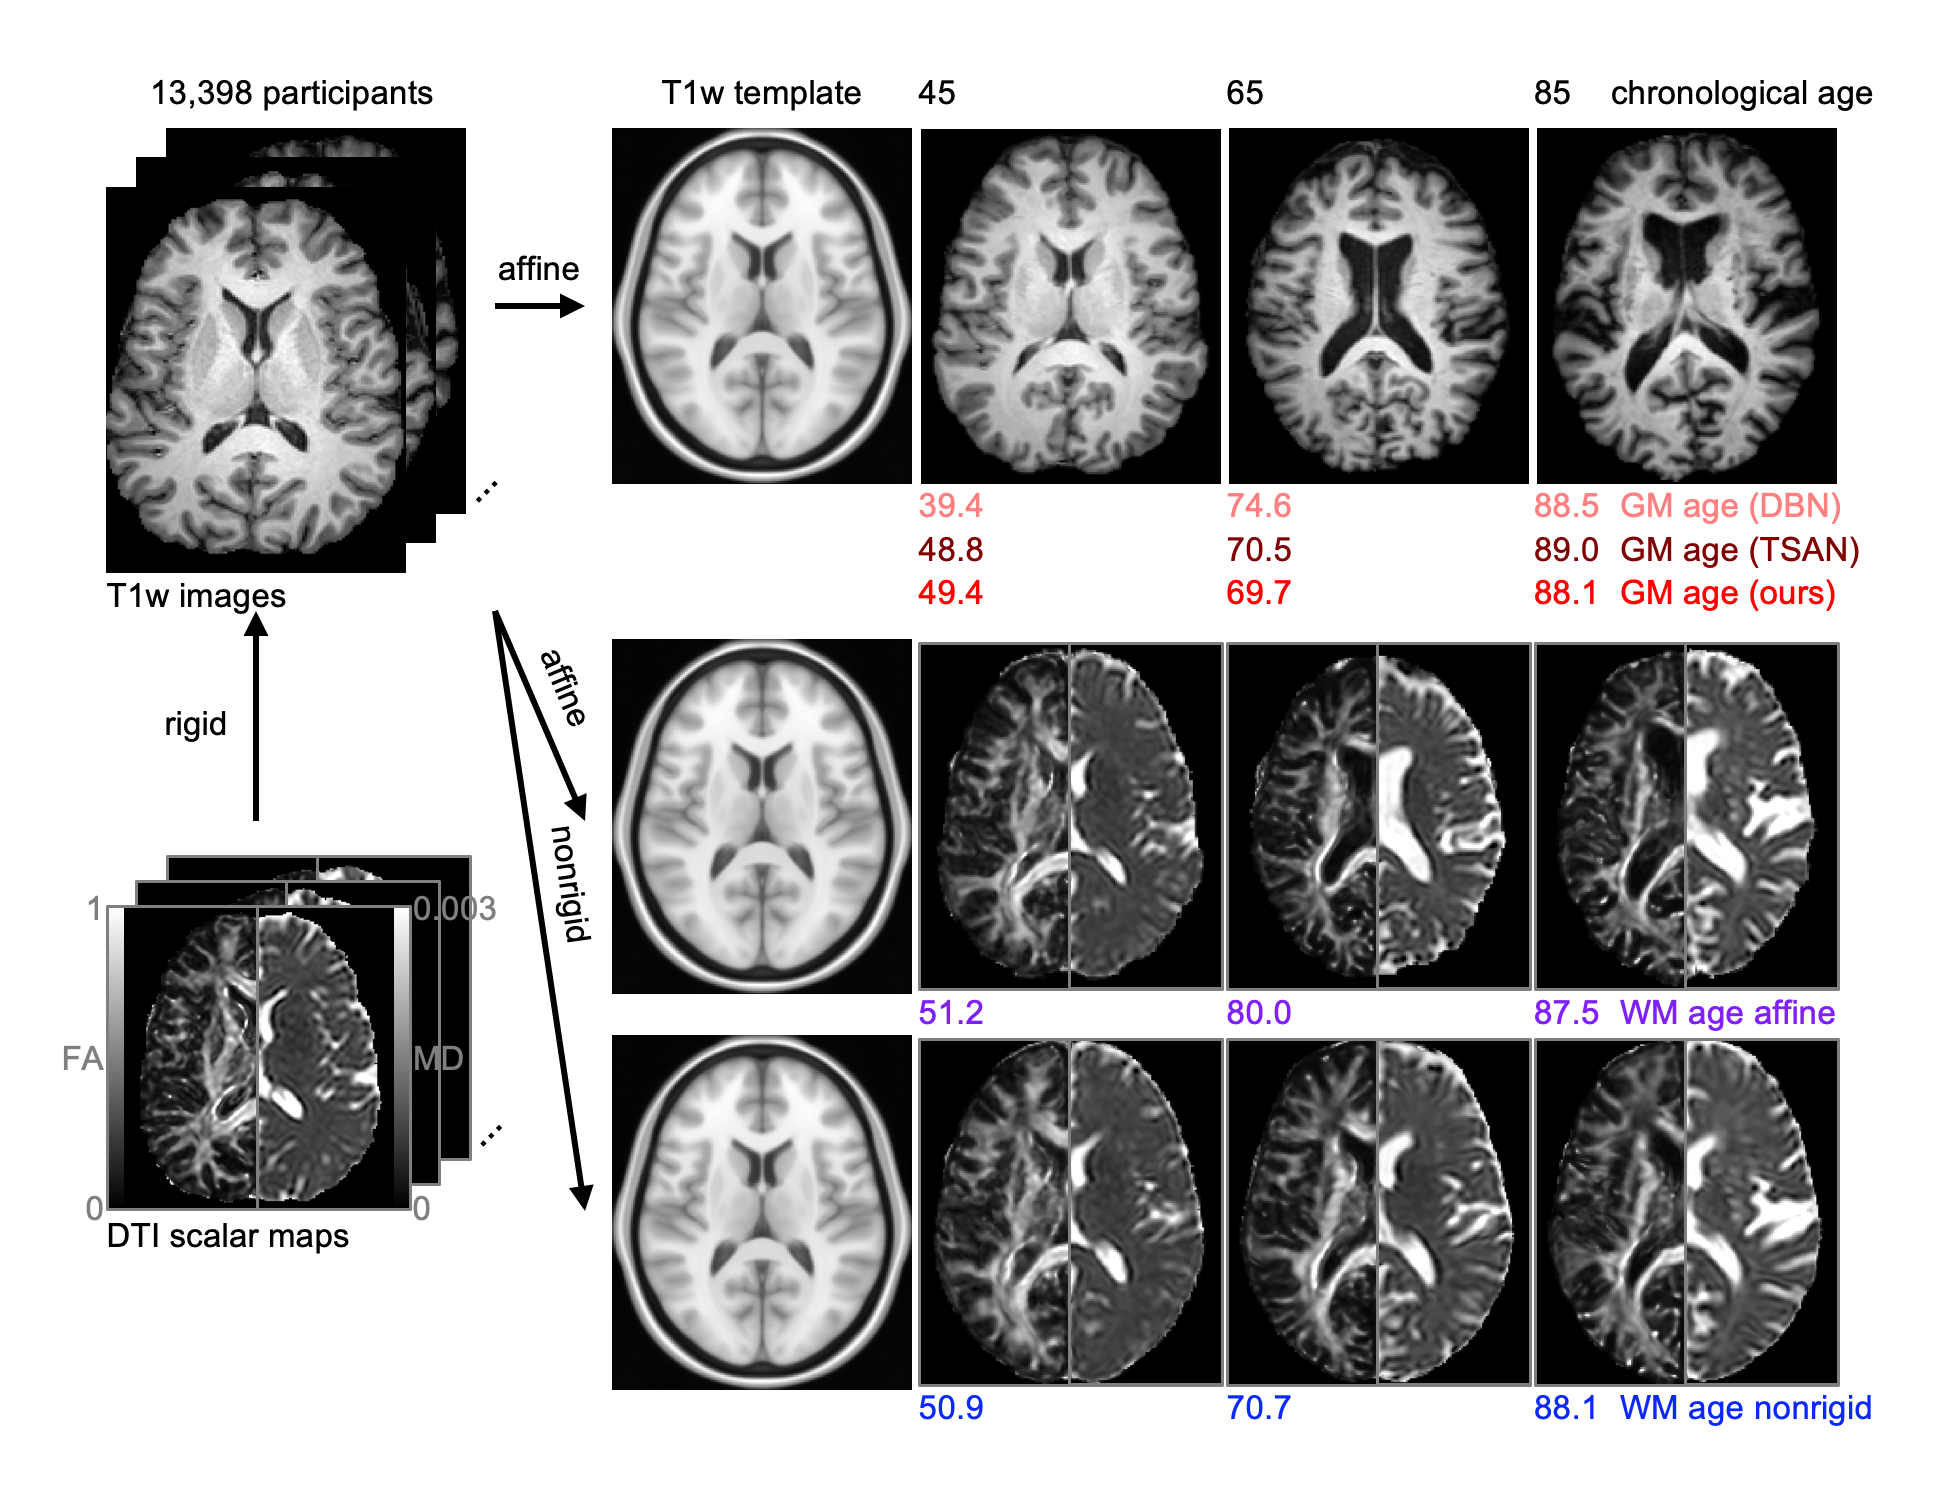 13,398 participants
T1w template
45
65
85
chronological age
affine
39.4
74.6
88.5 GM age (DBN)
48.8
70.5
89.0 GM age (TSAN)
49.4
69.7
88.1 GM age (ours)
T1w images
rigid
affine
nonrigid
1
0.003
FA
MD
0
0
DTI scalar maps
51.2
80.0
87.5 WM age affine
50.9
70.7
88.1 WM age nonrigid